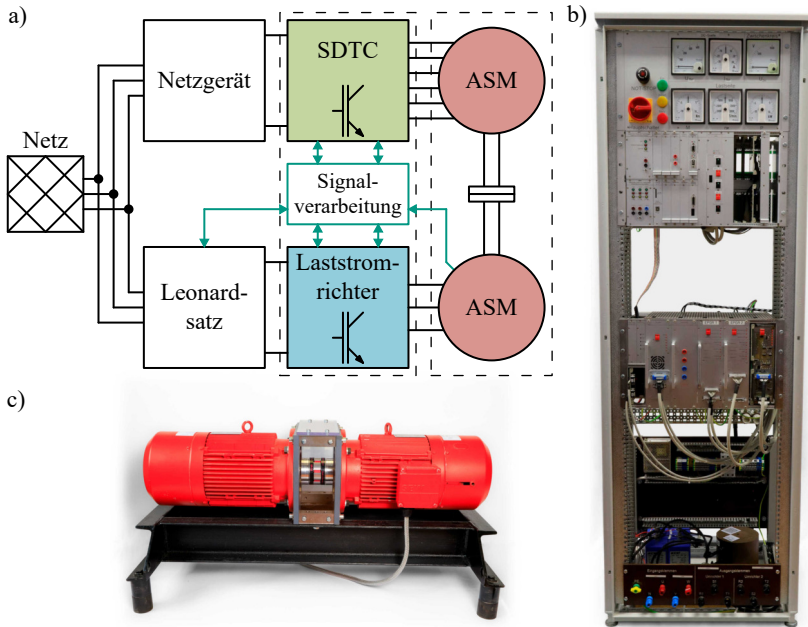 a)
b)
Netz
Netzgerät
SDTC
ASM
Signal-
verarbeitung
Leonard-
satz
Laststrom-
richter
ASM
c)